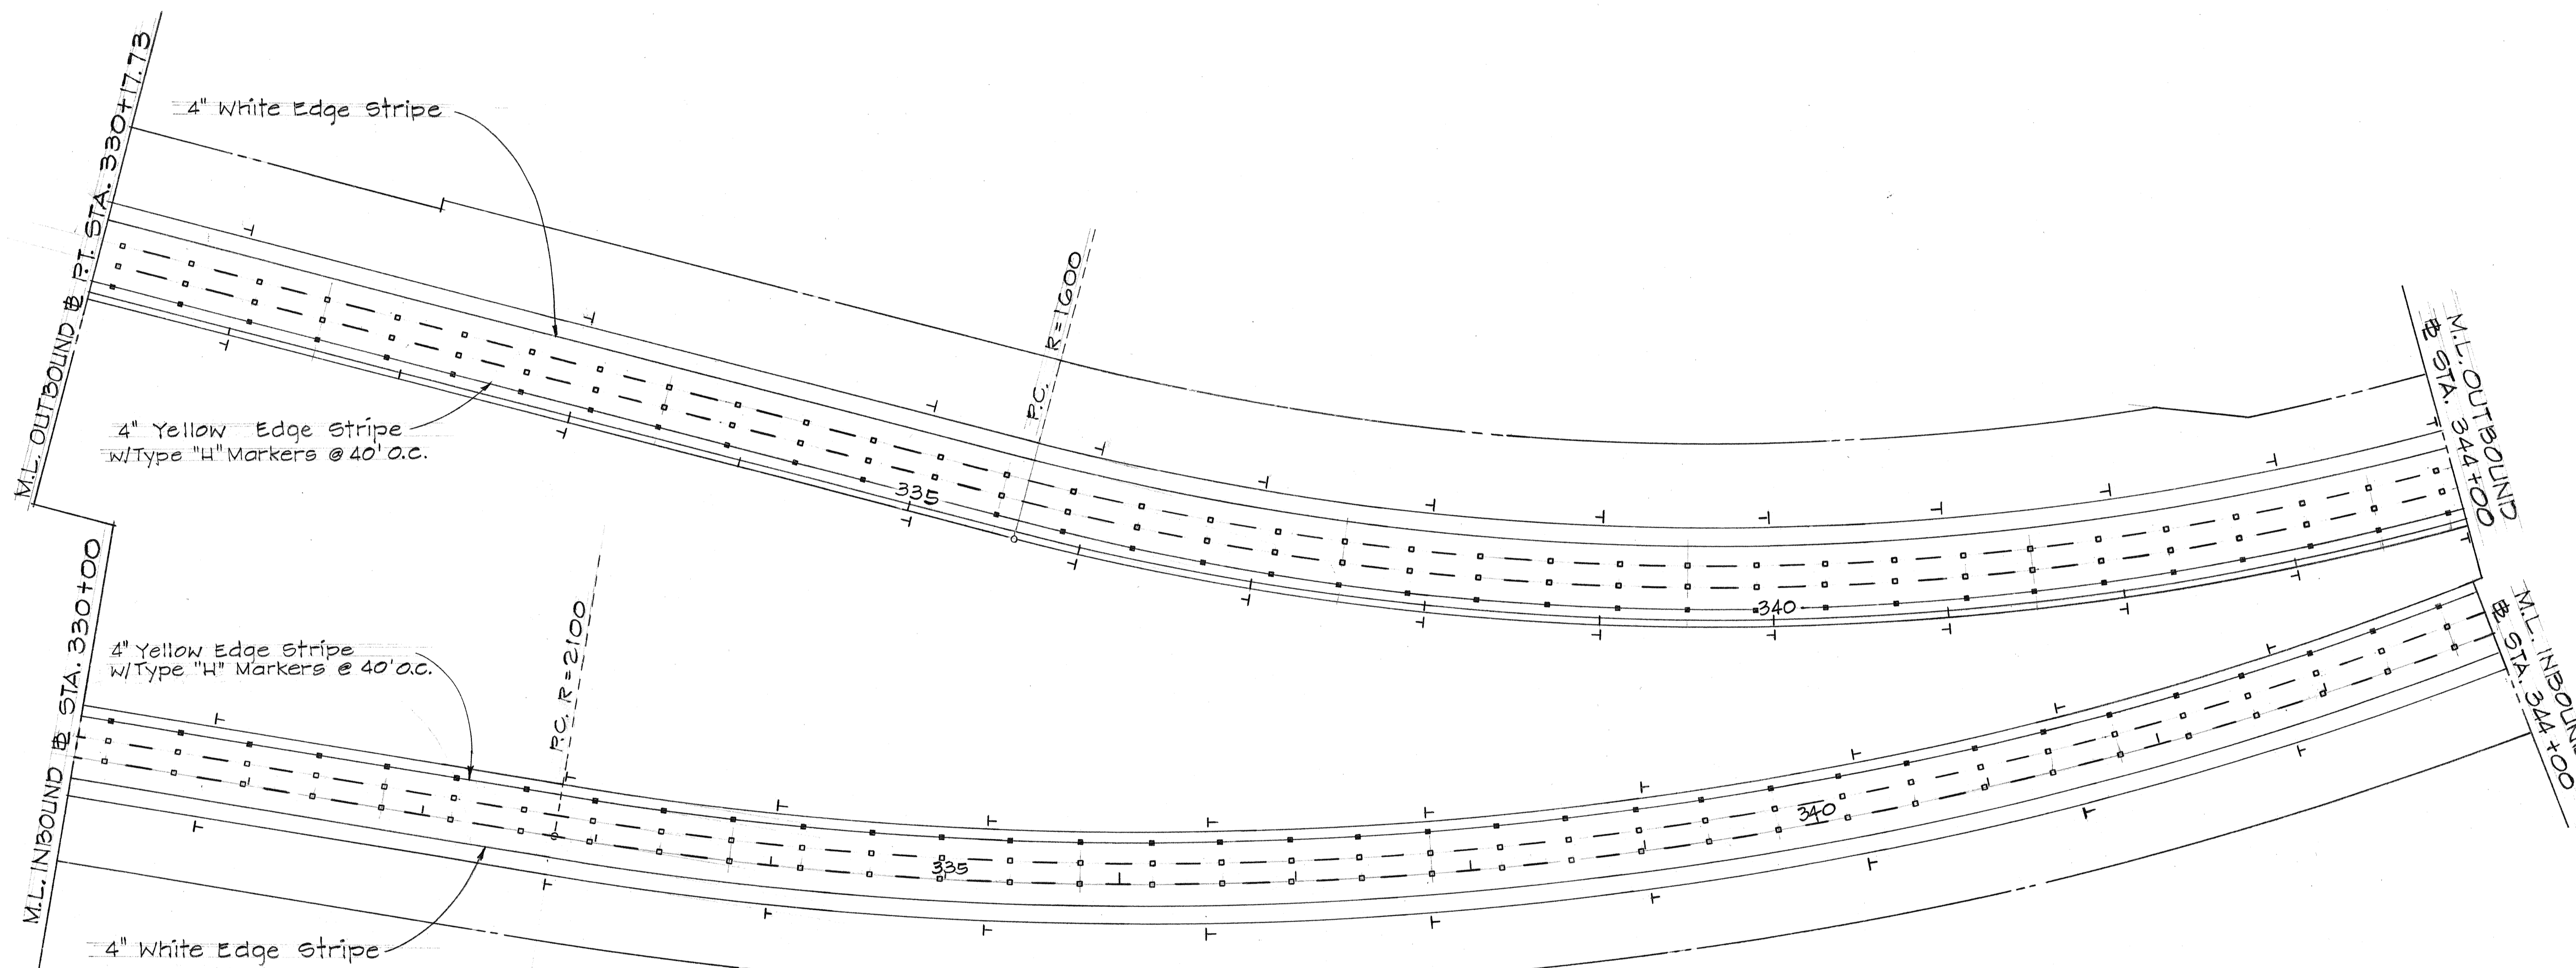 M.L. OUTBOUND B P.T. STA. 330+17.73
4" White Edge Stripe
4" Yellow Edge Stripe
w/Type "H" Markers @ 40' O.C.
335
P.C. R=1600
340
M.L. OUTBOUND
B STA. 344+00
M.L. INBOUND B STA. 330+00
4" Yellow Edge Stripe
w/Type "H" Markers @ 40' O.C.
P.C. R=2100
335
340
4" White Edge Stripe
M.L. INBOUND
B STA. 344+00